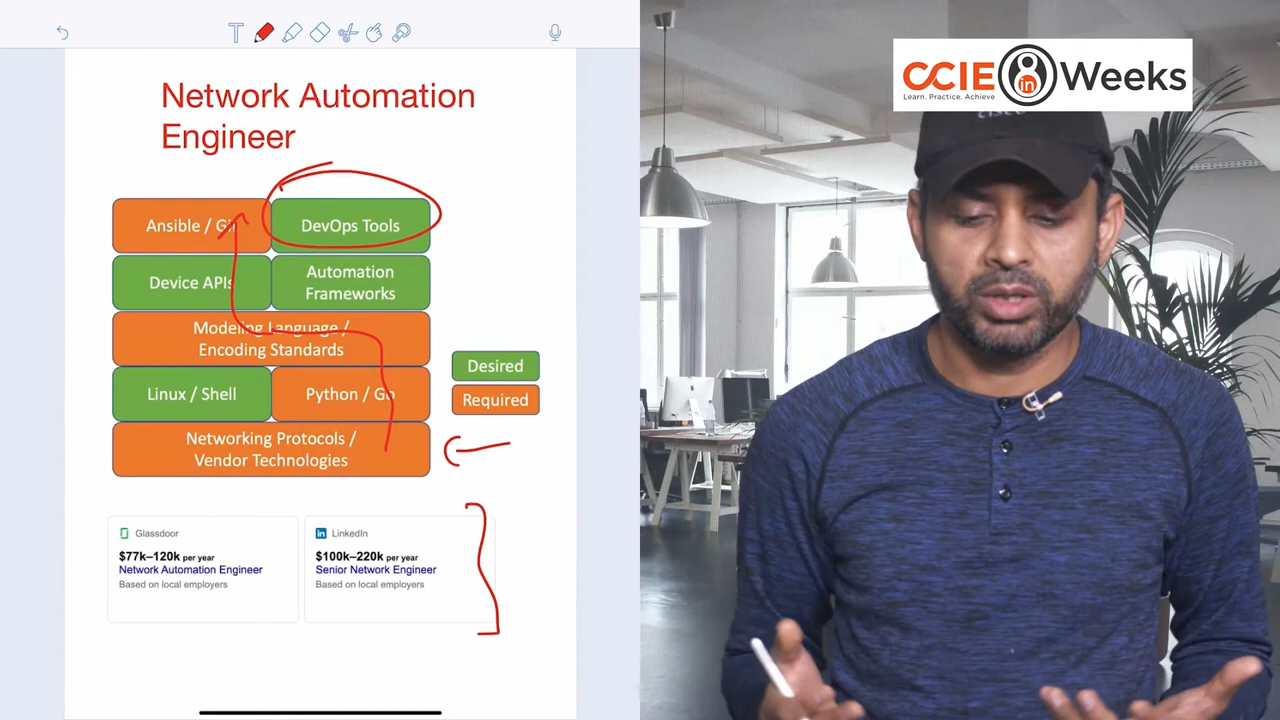 Network Automation
Engineer
Ansible / Git
DevOps Tools
Device APIs
Automation
Frameworks
Modeling Language /
Encoding Standards
Linux / Shell
Python / Go
Networking Protocols /
Vendor Technologies
Desired
Required
Glassdoor
$77k–120k per year
Network Automation Engineer
Based on local employers
LinkedIn
$100k–220k per year
Senior Network Engineer
Based on local employers
CCIE 8 in Weeks
Learn. Practice. Achieve